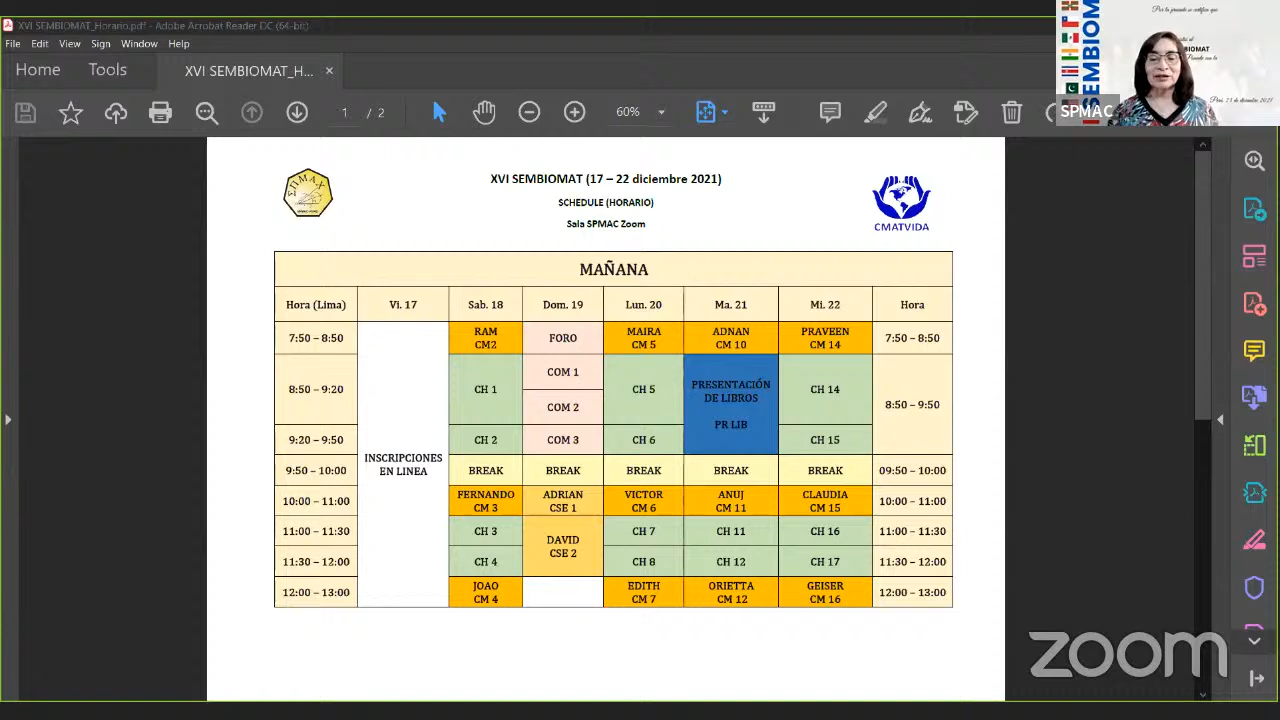 XVI SEMBIOMAT_Horario.pdf - Adobe Acrobat Reader DC (64-bit)
File Edit View Sign Window Help
Home Tools XVI SEMBIOMAT_H... ×
1 / 2 60%
SEMBIOM
Por la presente se certifica que
SPMAC
XVI SEMBIOMAT (17 – 22 diciembre 2021)
SCHEDULE (HORARIO)
Sala SPMAC Zoom
CMATVIDA
MAÑANA
Hora (Lima) Vi. 17 Sab. 18 Dom. 19 Lun. 20 Ma. 21 Mi. 22 Hora
7:50 – 8:50 RAM CM2 FORO MAIRA CM 5 ADNAN CM 10 PRAVEEN CM 14 7:50 – 8:50
8:50 – 9:20 CH 1 COM 1 COM 2 CH 5 PRESENTACIÓN DE LIBROS PR LIB CH 14 8:50 – 9:50
9:20 – 9:50 CH 2 COM 3 CH 6 CH 15
INSCRIPCIONES EN LINEA
9:50 – 10:00 BREAK BREAK BREAK BREAK BREAK 09:50 – 10:00
10:00 – 11:00 FERNANDO CM 3 ADRIAN CSE 1 VICTOR CM 6 ANUJ CM 11 CLAUDIA CM 15 10:00 – 11:00
11:00 – 11:30 CH 3 DAVID CSE 2 CH 7 CH 11 CH 16 11:00 – 11:30
11:30 – 12:00 CH 4 CH 8 CH 12 CH 17 11:30 – 12:00
12:00 – 13:00 JOAO CM 4 EDITH CM 7 ORIETTA CM 12 GEISER CM 16 12:00 – 13:00
zoom